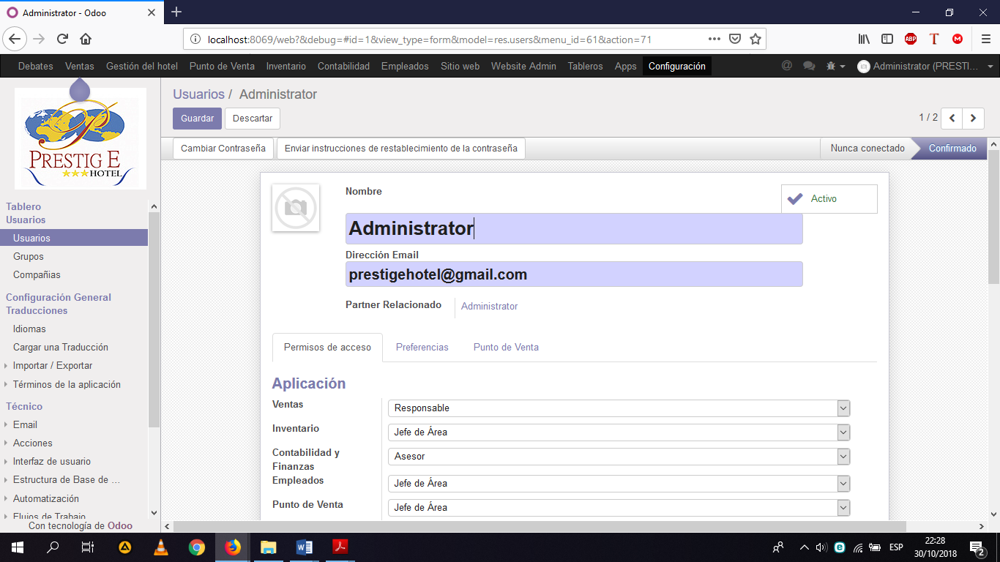 Administrator - Odoo
localhost:8069/web?&debug=#id=1&view_type=form&model=res.users&menu_id=61&action=71
ABP T M
Debates Ventas Gestión del hotel Punto de Venta Inventario Contabilidad Empleados Sitio web Website Admin Tableros Apps Configuración @ Administrator (PRESTI...
PRESTIGE
HOTEL
Usuarios / Administrator
Guardar Descartar 1 / 2
Cambiar Contraseña Enviar instrucciones de restablecimiento de la contraseña Nunca conectado Confirmado
Tablero
Usuarios
Usuarios
Grupos
Compañias
Configuración General
Traducciones
Idiomas
Cargar una Traducción
Importar / Exportar
Términos de la aplicación
Técnico
Email
Acciones
Interfaz de usuario
Estructura de Base de ...
Automatización
Flujos de Trabajo
Con tecnología de Odoo
Nombre
Activo
Administrator
Dirección Email
prestigehotel@gmail.com
Partner Relacionado Administrator
Permisos de acceso Preferencias Punto de Venta
Aplicación
Ventas Responsable
Inventario Jefe de Área
Contabilidad y
Finanzas Asesor
Empleados Jefe de Área
Punto de Venta Jefe de Área
ESP 22:28
30/10/2018
2